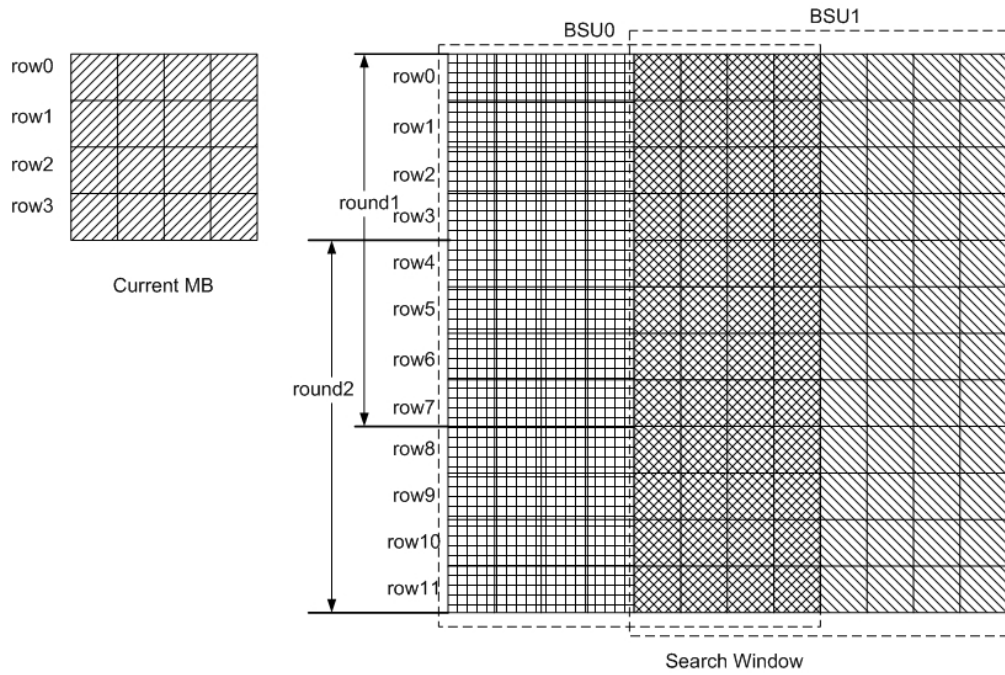 BSU1
BSU0
row0
row1
row2
row3
Current MB
round1
round2
row0
row1
row2
row3
row4
row5
row6
row7
row8
row9
row10
row11
Search Window